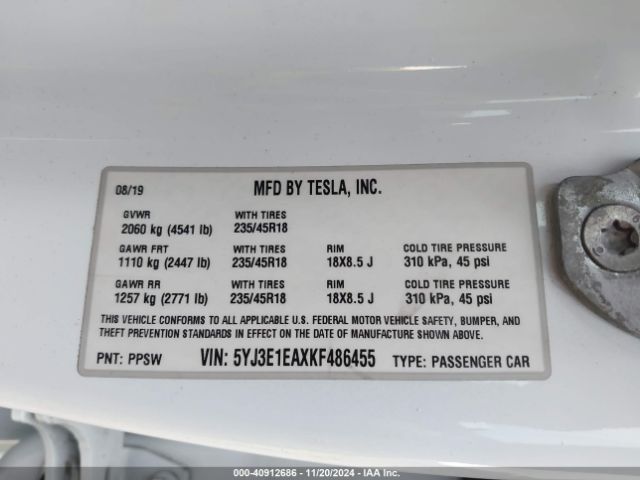 08/19 MFD BY TESLA, INC.
GVWR WITH TIRES
2060 kg (4541 lb) 235/45R18
GAWR FRT WITH TIRES RIM COLD TIRE PRESSURE
1110 kg (2447 lb) 235/45R18 18X8.5 J 310 kPa, 45 psi
GAWR RR WITH TIRES RIM COLD TIRE PRESSURE
1257 kg (2771 lb) 235/45R18 18X8.5 J 310 kPa, 45 psi
THIS VEHICLE CONFORMS TO ALL APPLICABLE U.S. FEDERAL MOTOR VEHICLE SAFETY, BUMPER, AND
THEFT PREVENTION STANDARDS IN EFFECT ON THE DATE OF MANUFACTURE SHOWN ABOVE.
PNT: PPSW VIN: 5YJ3E1EAXKF486455 TYPE: PASSENGER CAR
000-40912686 - 11/20/2024 - IAA Inc.